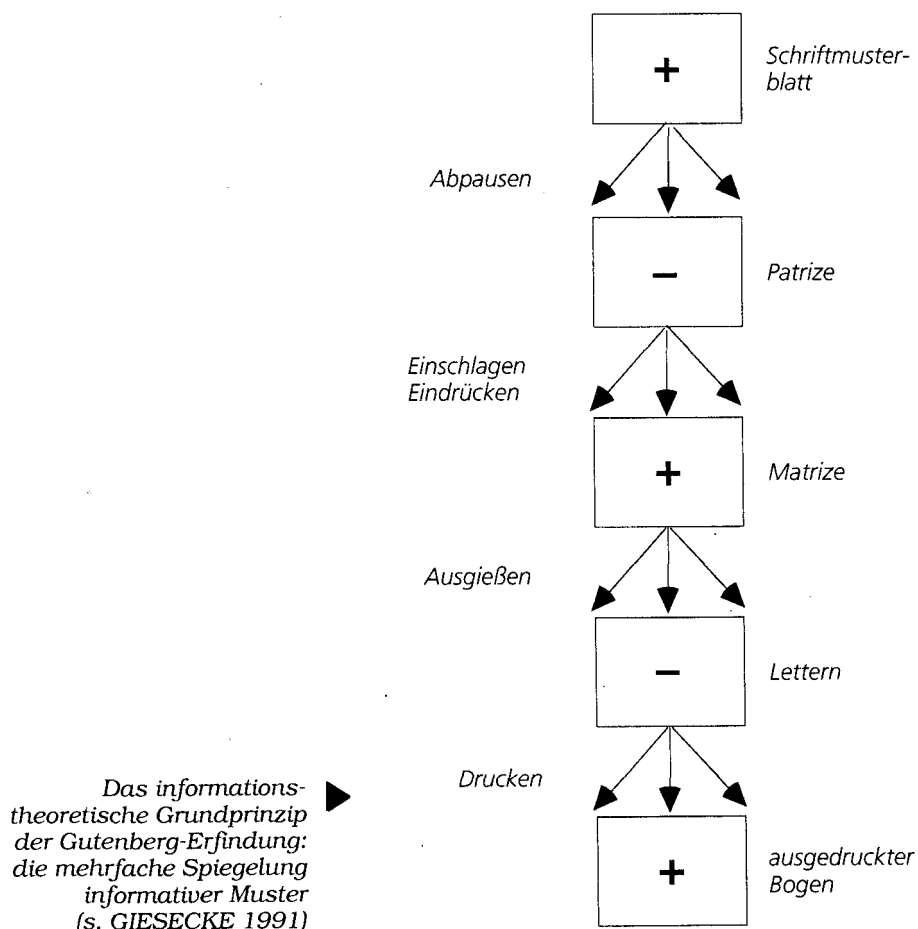 +
Schriftmuster-
blatt
Abpausen
–
Patrize
Einschlagen
Eindrücken
+
Matrize
Ausgießen
–
Lettern
Drucken
+
ausgedruckter
Bogen
Das informations-
theoretische Grundprinzip
der Gutenberg-Erfindung:
die mehrfache Spiegelung
informativer Muster
(s. GIESECKE 1991)